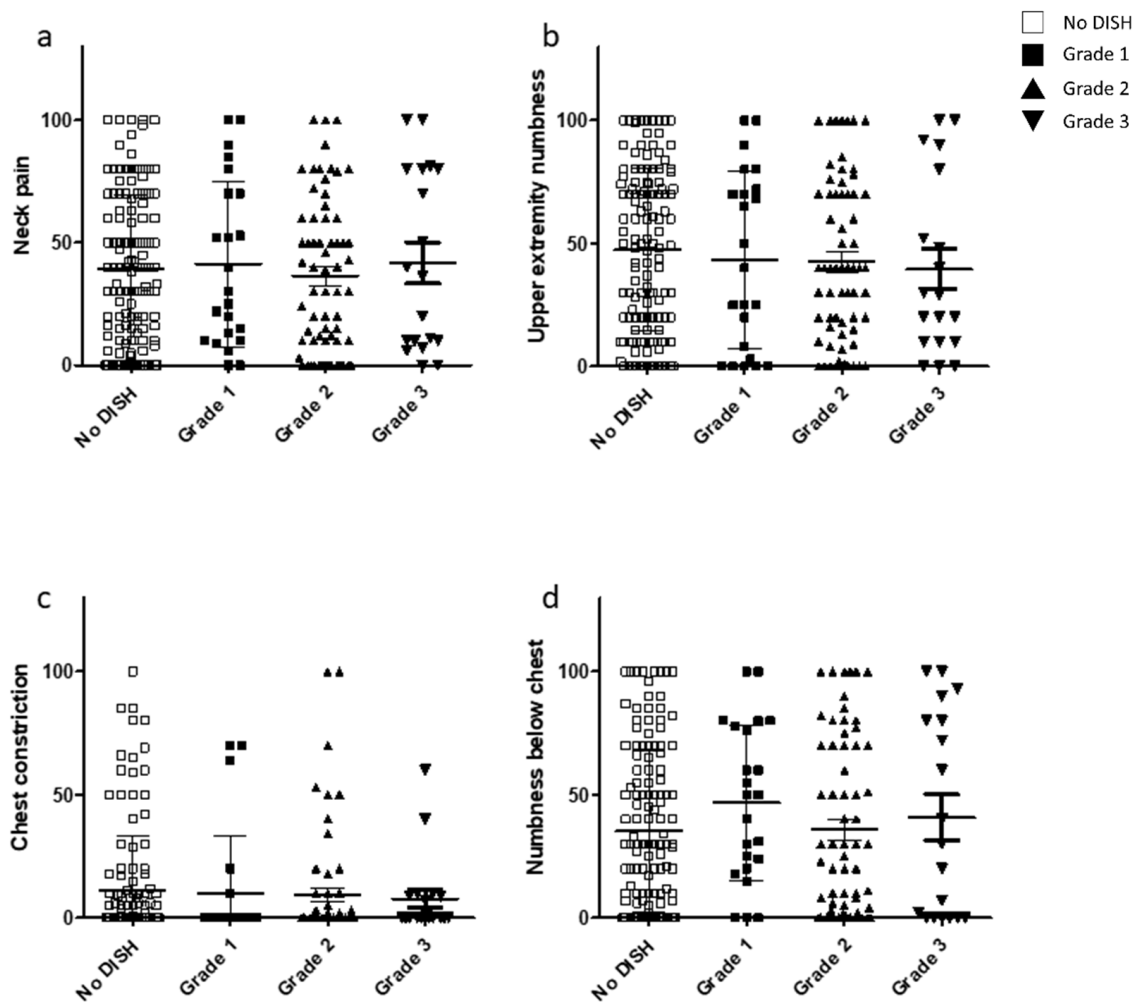 a
Neck pain
100
50
0
No DISH
Grade 1
Grade 2
Grade 3
b
Upper extremity numbness
100
50
0
No DISH
Grade 1
Grade 2
Grade 3
No DISH
Grade 1
Grade 2
Grade 3
c
Chest constriction
100
50
0
No DISH
Grade 1
Grade 2
Grade 3
d
Numbness below chest
100
50
0
No DISH
Grade 1
Grade 2
Grade 3